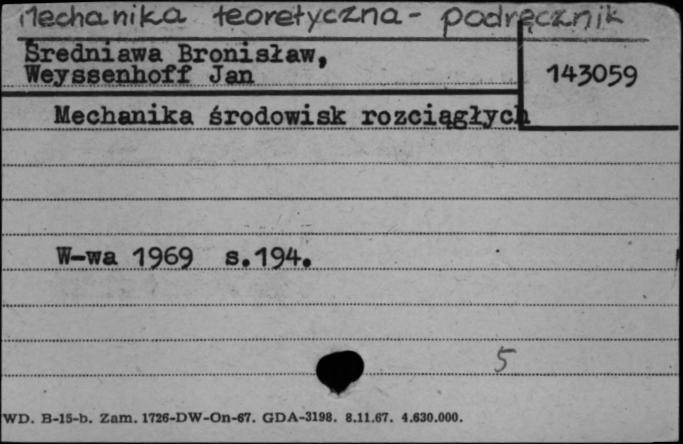 Mechanika teoretyczna - podręcznik
Średniawa Bronisław,
Weyssenhoff Jan
143059
Mechanika środowisk rozciągłych
W-wa 1969 s.194.
5
WD. B-15-b. Zam. 1726-DW-On-67. GDA-3198. 8.11.67. 4.630.000.